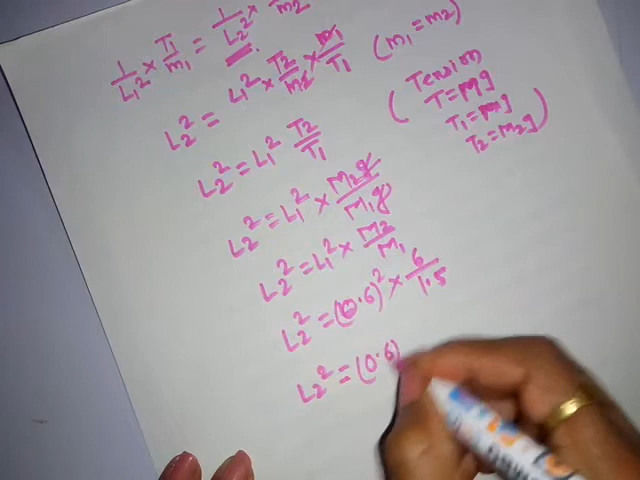 1/L₁² × T₁/m₁ = 1/L₂² × /m₂
L₂² = L₁² × T₂/m₂ × m₁/T₁ (m₁ = m₂)
L₂² = L₁² T₂/T₁
L₂² = L₁² × M₂g/M₁g
L₂² = L₁² × M₂/M₁
L₂² = (0.6)² × 6/1.5
L₂² = (0.6)
(Tension
T = Mg
T₁ = M₁g
T₂ = M₂g)